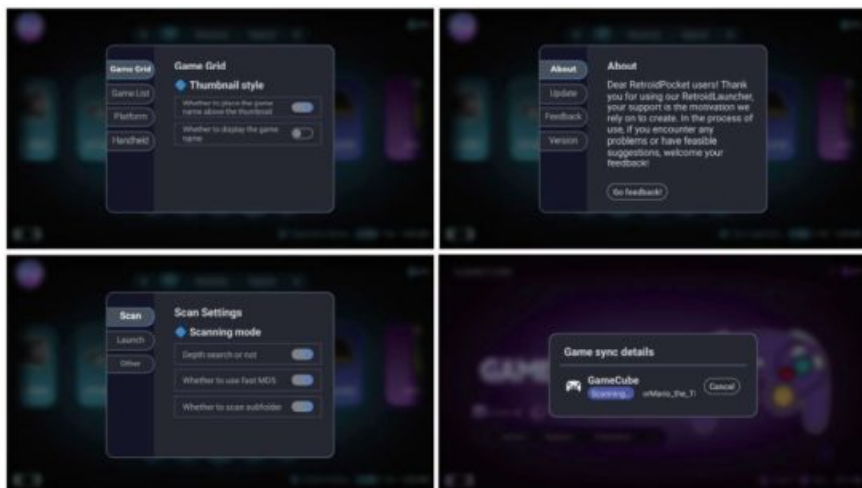 Game Grid
Game List
Platform
Handheld
Game Grid
Thumbnail style
Whether to place the game
name above the thumbnail
Whether to display the game
name
About
Update
Feedback
Version
About
Dear RetroidPocket users! Thank
you for using our RetroidLauncher,
your support is the motivation we
rely on to create. In the process of
use, if you encounter any
problems or have feasible
suggestions, welcome your
feedback!
Go feedback!
Scan
Launch
Other
Scan Settings
Scanning mode
Depth search or not
Whether to use fast MD5
Whether to scan subfolder
Game sync details
GameCube
Scanning..
orMario_the_T
Cancel
GAM